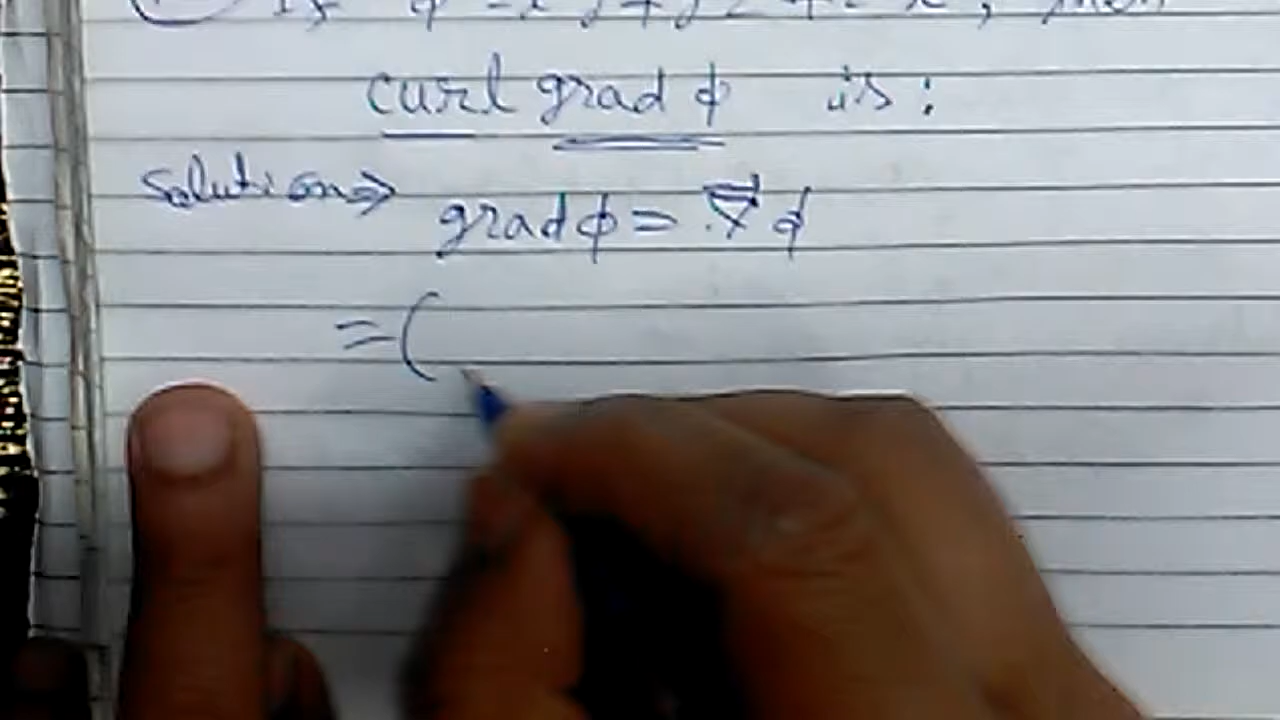 curl grad ϕ is:
Solution ⇒ grad ϕ = ∇⃗ ϕ
= (